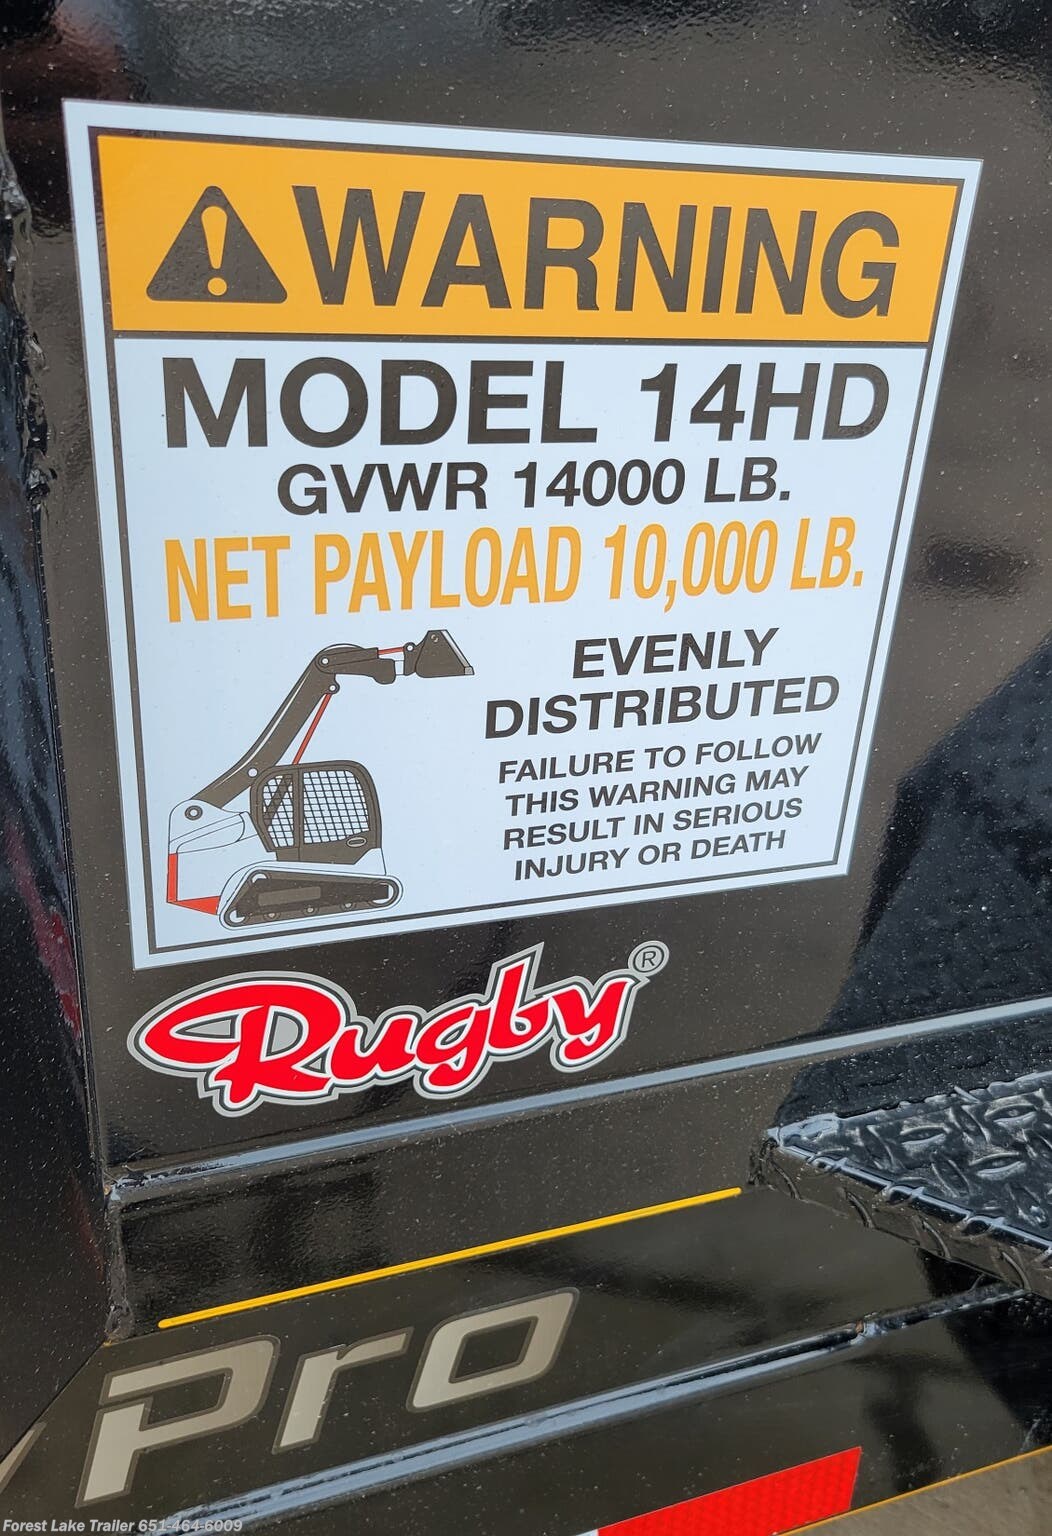 WARNING
MODEL 14HD
GVWR 14000 LB.
NET PAYLOAD 10,000 LB.
EVENLY
DISTRIBUTED
FAILURE TO FOLLOW
THIS WARNING MAY
RESULT IN SERIOUS
INJURY OR DEATH
Rugby®
Pro
Forest Lake Trailer 651-464-6009